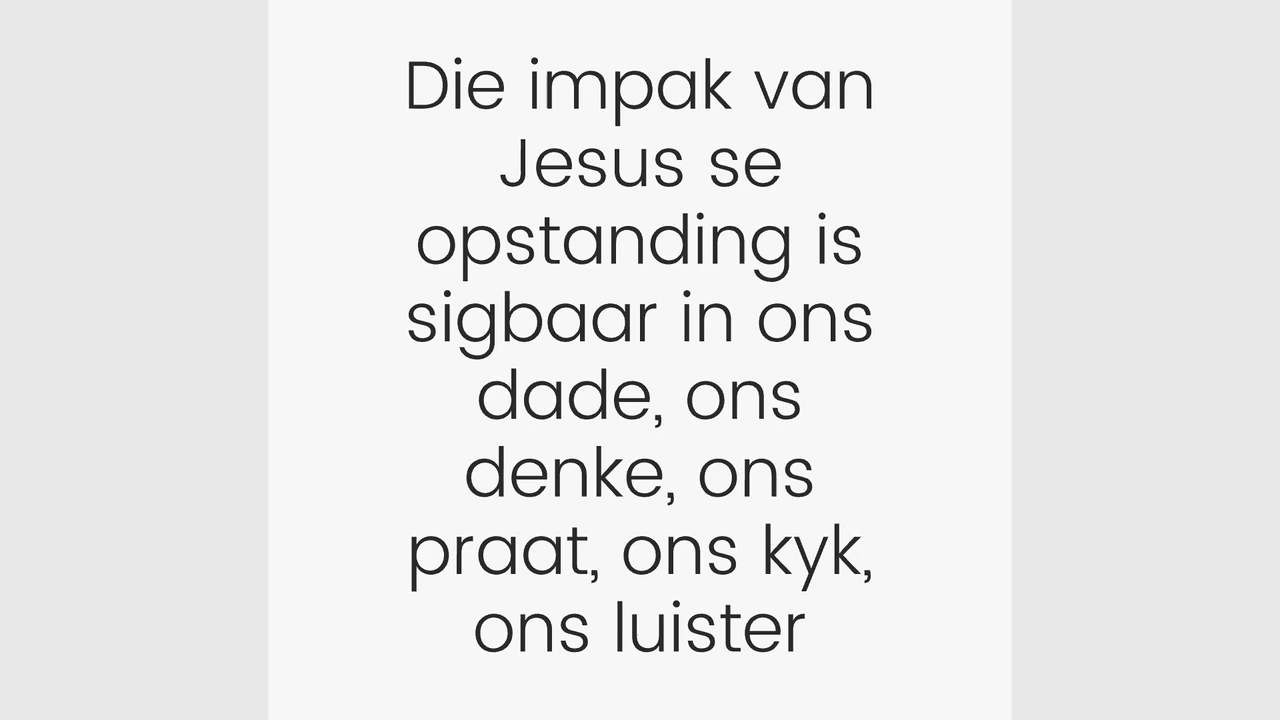 Die impak van
Jesus se
opstanding is
sigbaar in ons
dade, ons
denke, ons
praat, ons kyk,
ons luister